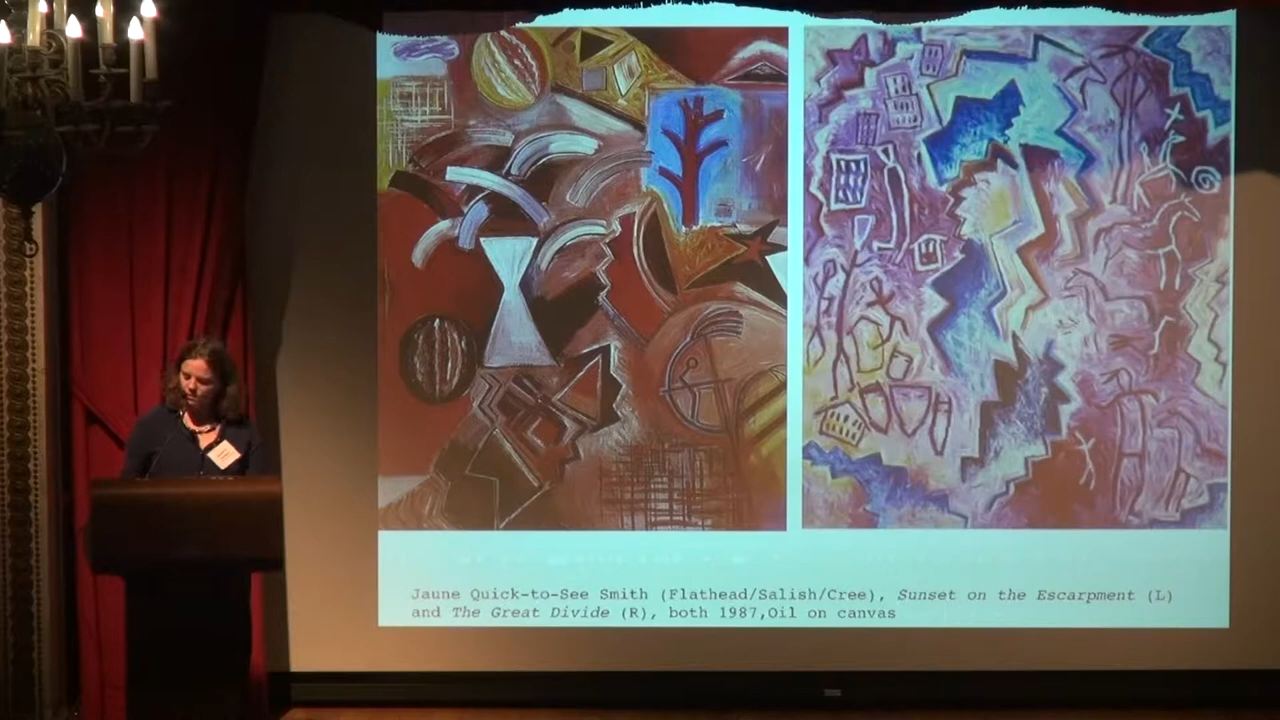 Jaune Quick-to-See Smith (Flathead/Salish/Cree), Sunset on the Escarpment (L)
and The Great Divide (R), both 1987,Oil on canvas